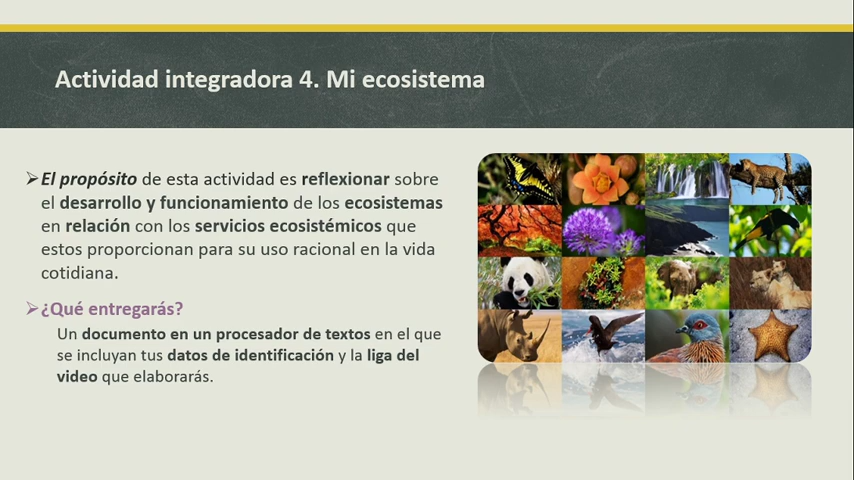 Actividad integradora 4. Mi ecosistema
El propósito de esta actividad es reflexionar sobre
el desarrollo y funcionamiento de los ecosistemas
en relación con los servicios ecosistémicos que
estos proporcionan para su uso racional en la vida
cotidiana.
¿Qué entregarás?
Un documento en un procesador de textos en el que
se incluyan tus datos de identificación y la liga del
video que elaborarás.